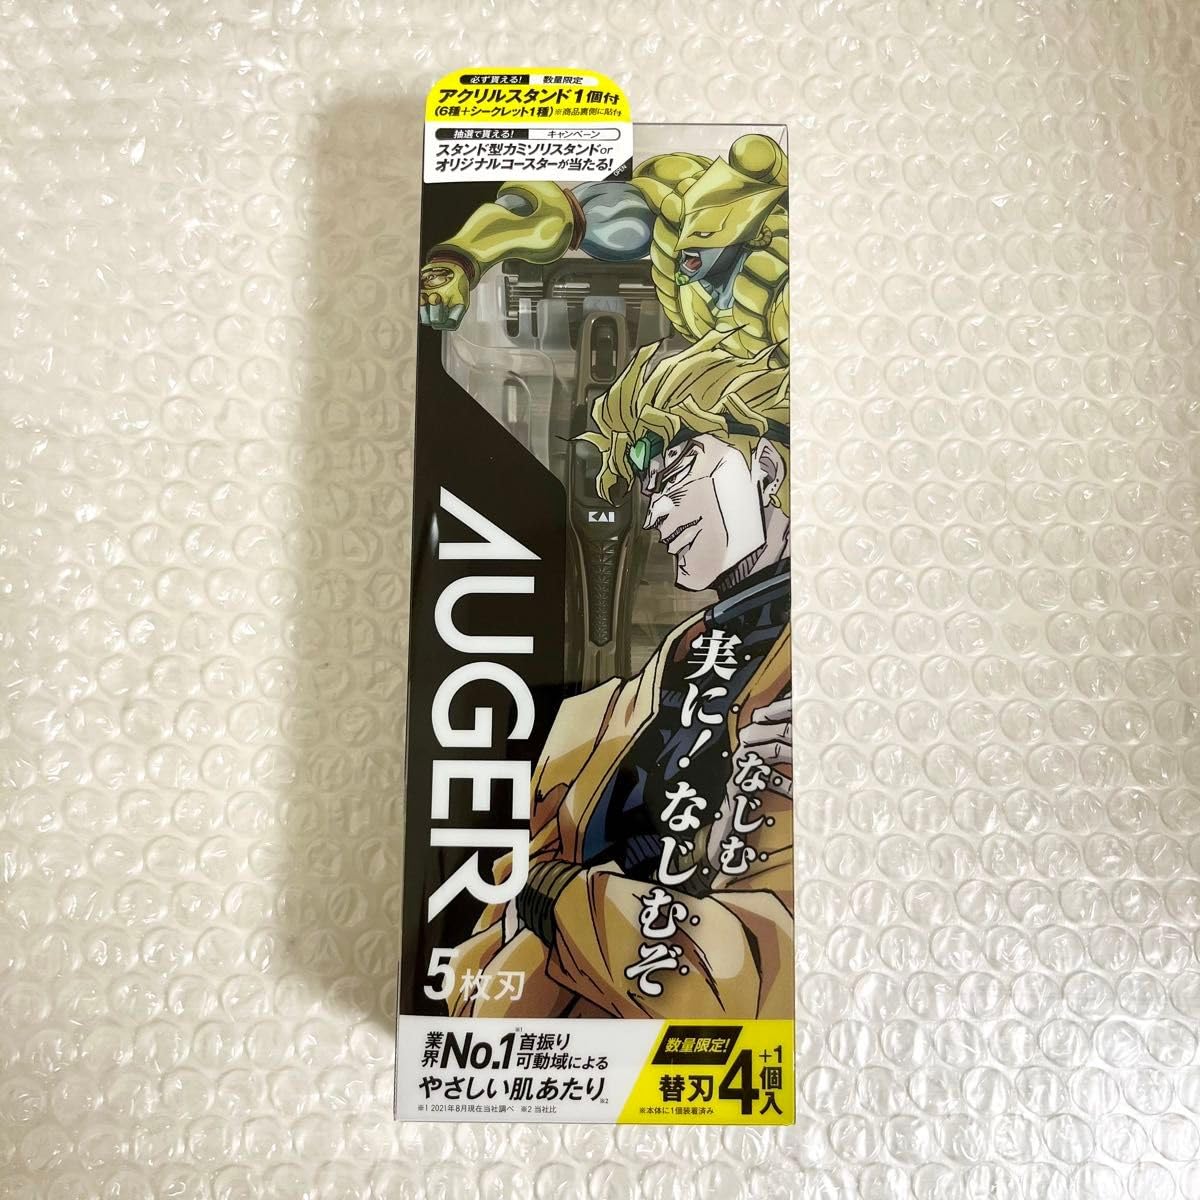 必ず貰える! 数量限定
アクリルスタンド1個付
(6種+シークレット1種)※商品裏側に貼付
抽選で貰える! キャンペーン
スタンド型カミソリスタンドor
オリジナルコースターが当たる!
OPEN
KAI
KAI
AUGER
5枚刃
なじむ
実に!なじむぞ
業界No.1※1首振り
可動域による
やさしい肌あたり※2
※1 2021年8月現在当社調べ ※2 当社比
数量限定!
替刃4+1個入
※本体に1個装着済み